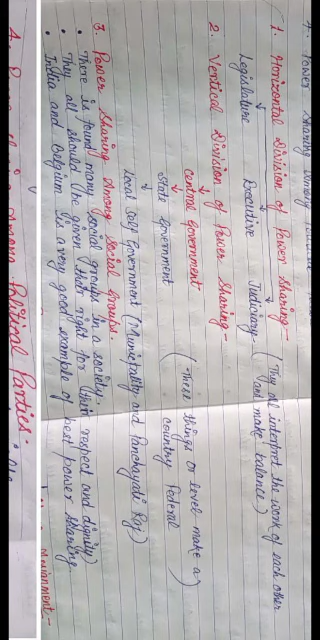 4. Power Sharing among
1. Horizontal Division of Power Sharing-
Legislature Executive Judiciary (They all interpret the work of each other
and make balance)
2. Vertical Division of Power Sharing-
Central Government
State Government (These things or level make a
country Federal)
Local Self Government (Municipality and Panchayati Raj)
3. Power Sharing Among Social groups.
• There is found many social groups in a society.
• They all should be given their right for (their respect and dignity)
• India and Belgium is a very good example of best power sharing
4. among Political Parties.